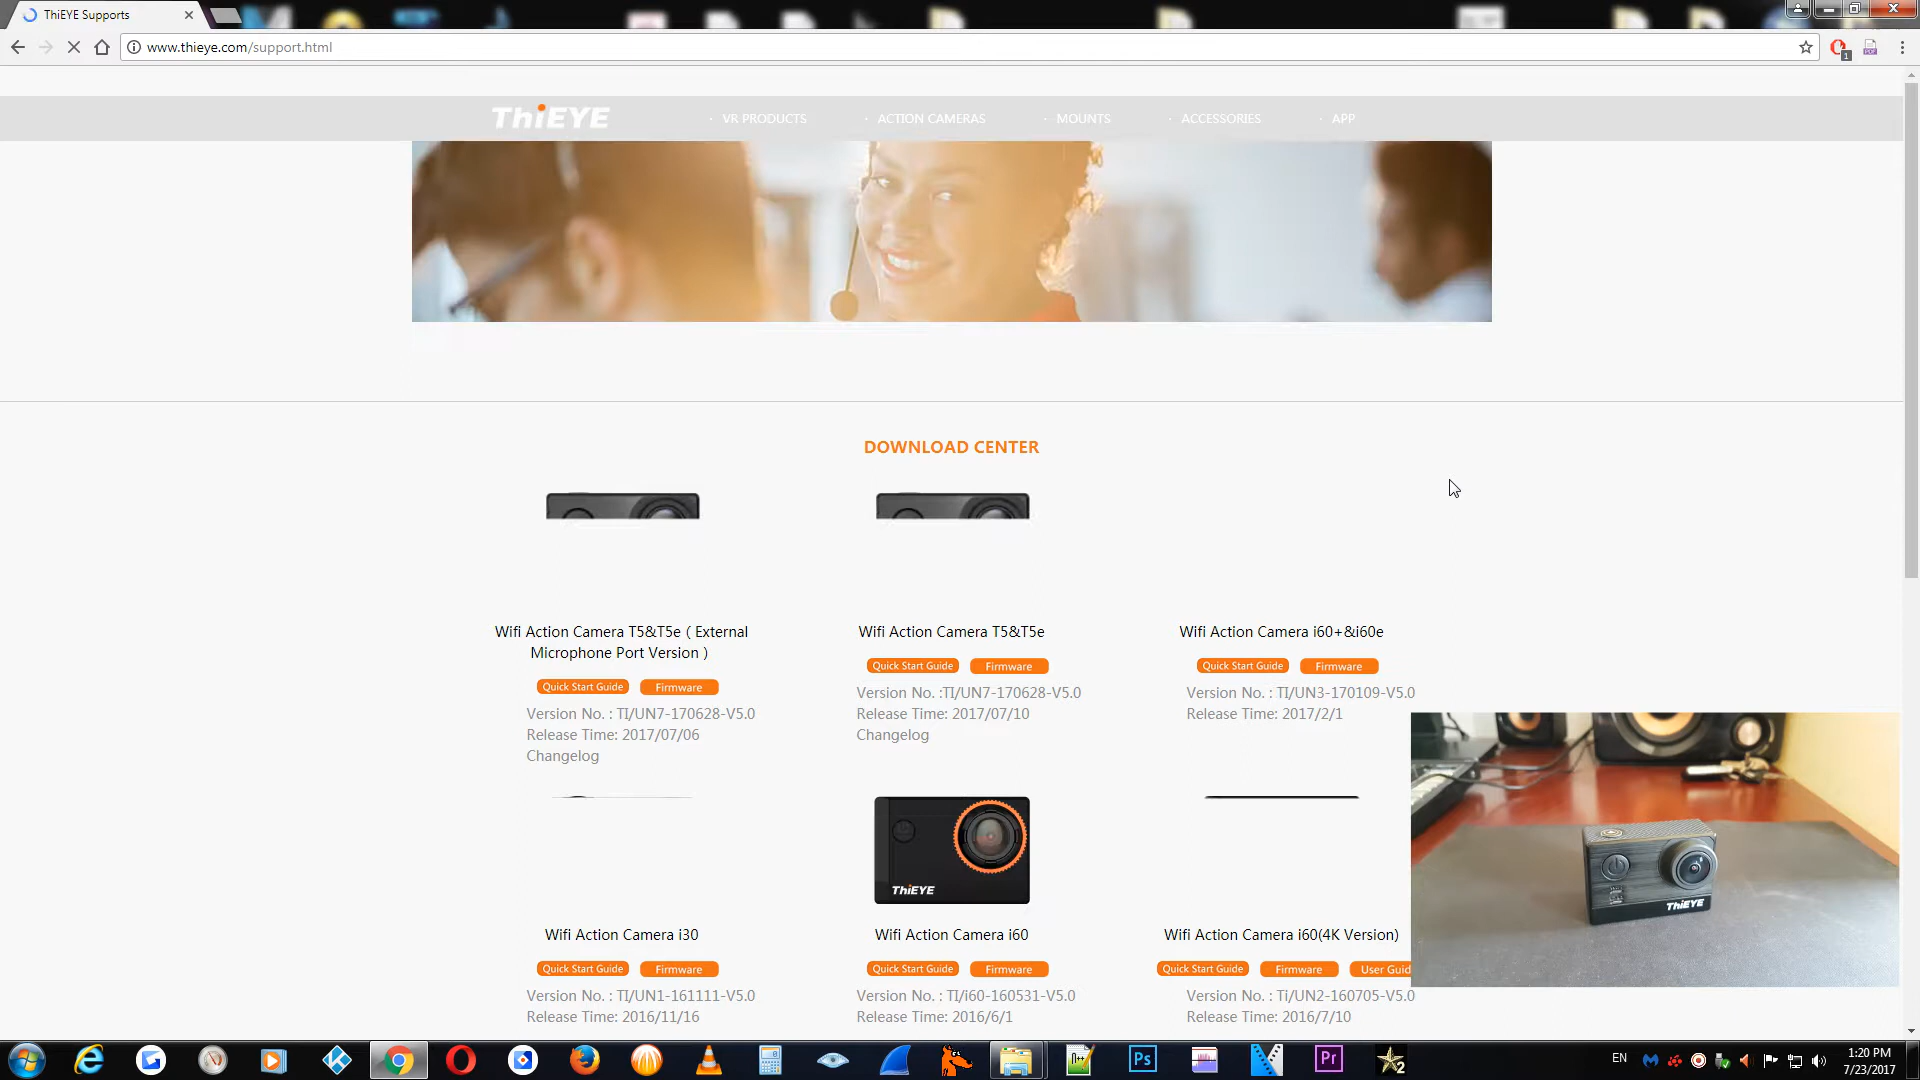 ThiEYE Supports
www.thieye.com/support.html
ThiEYE
· VR PRODUCTS
· ACTION CAMERAS
· MOUNTS
· ACCESSORIES
· APP
DOWNLOAD CENTER
Wifi Action Camera T5&T5e ( External
Microphone Port Version )
Quick Start Guide Firmware
Version No. : TI/UN7-170628-V5.0
Release Time: 2017/07/06
Changelog
Wifi Action Camera T5&T5e
Quick Start Guide Firmware
Version No. :TI/UN7-170628-V5.0
Release Time: 2017/07/10
Changelog
Wifi Action Camera i60+&i60e
Quick Start Guide Firmware
Version No. : TI/UN3-170109-V5.0
Release Time: 2017/2/1
Wifi Action Camera i30
Quick Start Guide Firmware
Version No. : TI/UN1-161111-V5.0
Release Time: 2016/11/16
ThiEYE
Wifi Action Camera i60
Quick Start Guide Firmware
Version No. : TI/i60-160531-V5.0
Release Time: 2016/6/1
Wifi Action Camera i60(4K Version)
Quick Start Guide Firmware User Guid
Version No. : Ti/UN2-160705-V5.0
Release Time: 2016/7/10
ThiEYE
Ps
Pr
2
EN
1:20 PM
7/23/2017